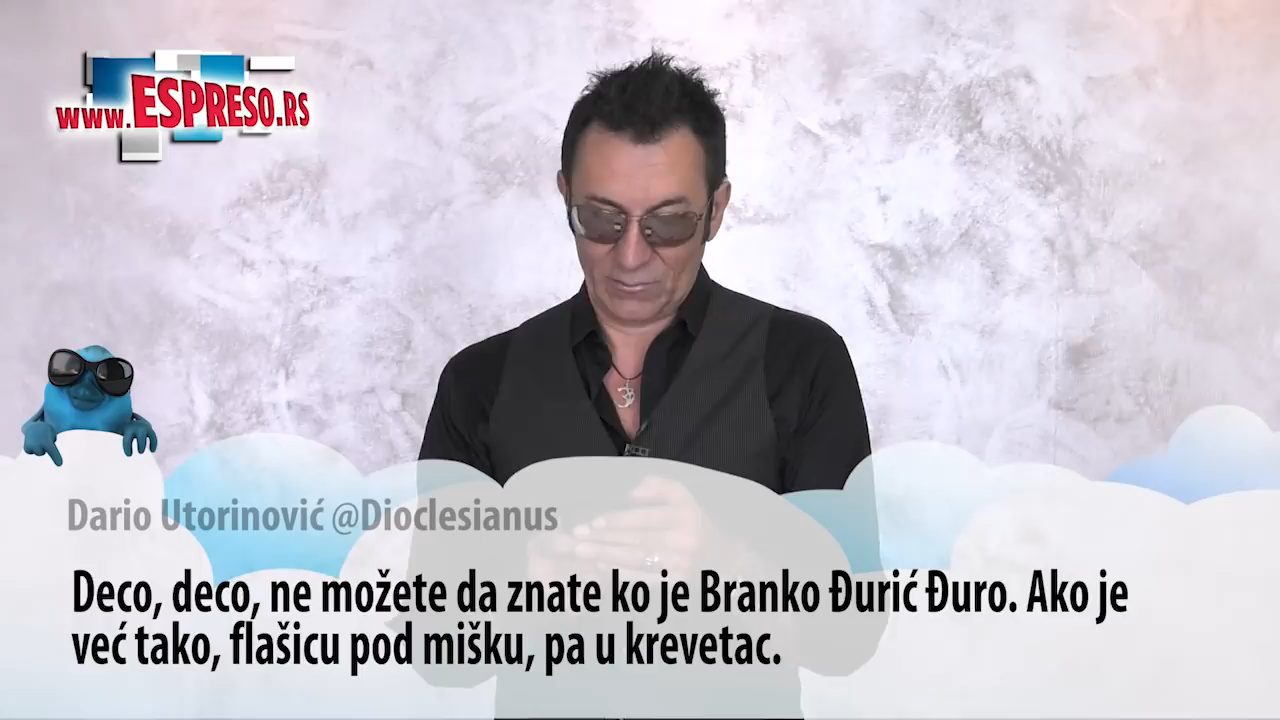 www.ESPRESO.RS
Dario Utorinović @Dioclesianus
Deco, deco, ne možete da znate ko je Branko Đurić Đuro. Ako je
već tako, flašicu pod mišku, pa u krevetac.